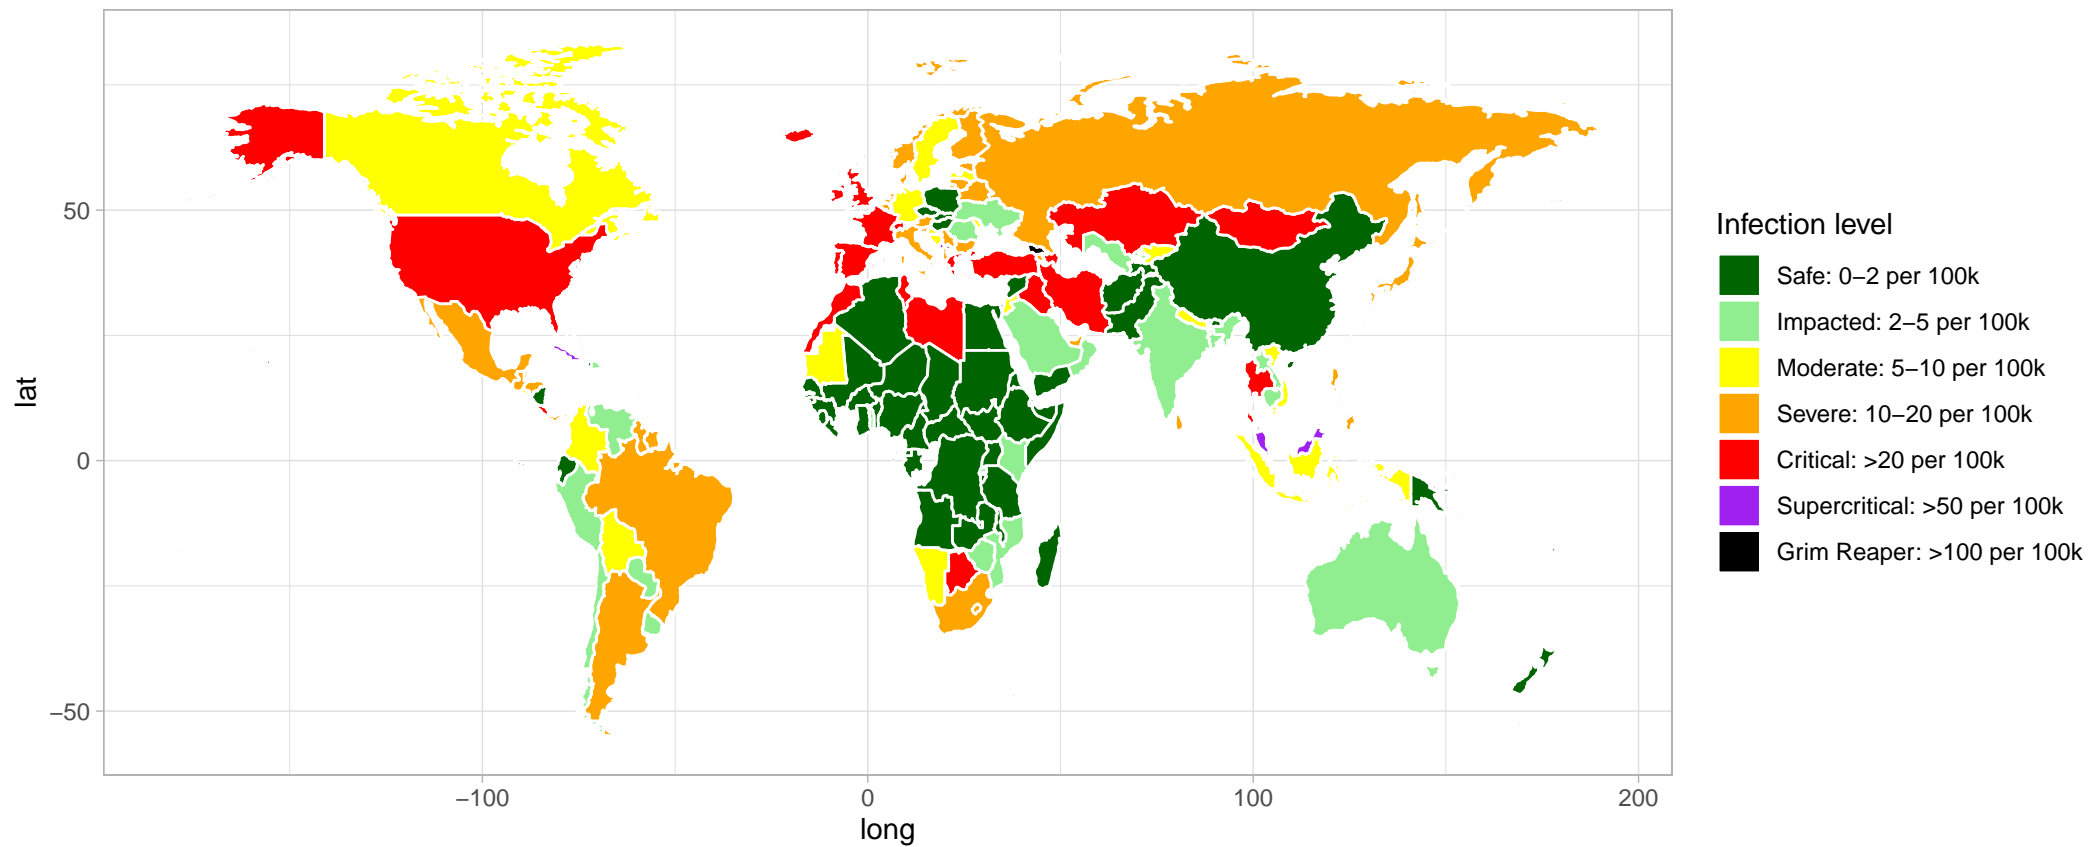 50
0
−50
lat
−100
0
100
200
long
Infection level
Safe: 0−2 per 100k
Impacted: 2−5 per 100k
Moderate: 5−10 per 100k
Severe: 10−20 per 100k
Critical: >20 per 100k
Supercritical: >50 per 100k
Grim Reaper: >100 per 100k